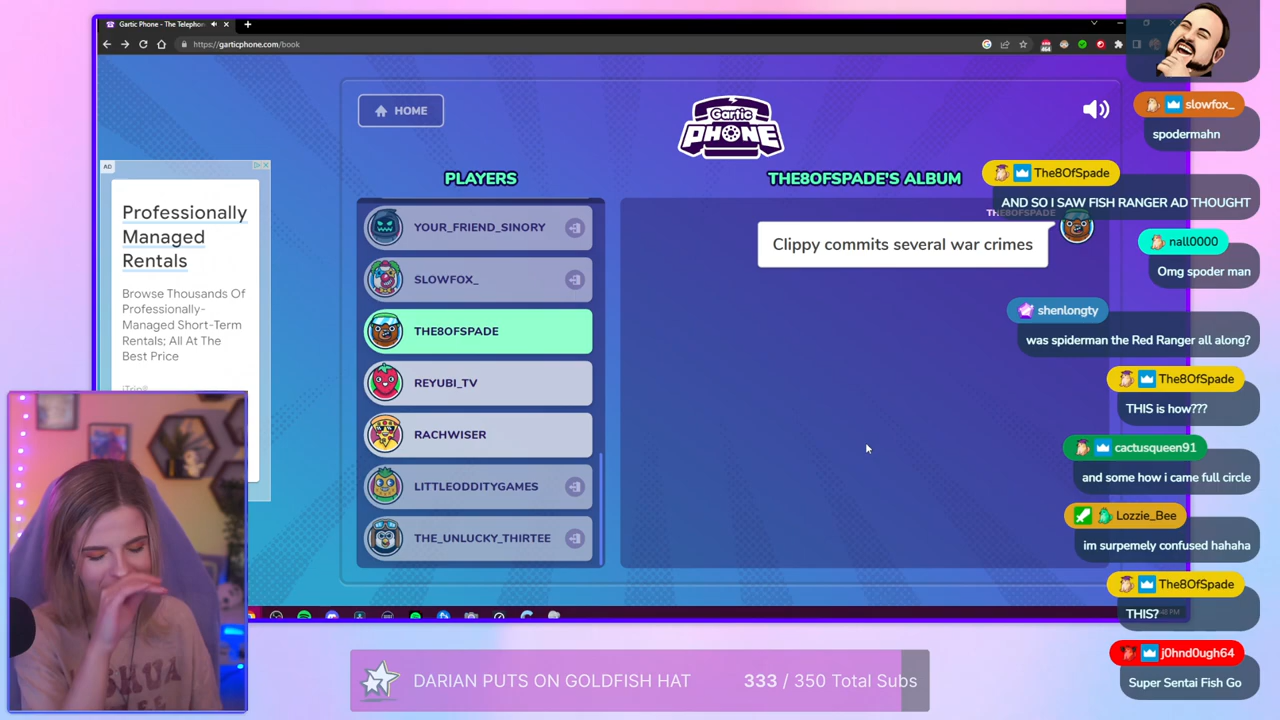 Gartic Phone - The Telephon
https://garticphone.com/book
464
HOME
Gartic
PHONE
PLAYERS
THE8OFSPADE'S ALBUM
AD
Professionally
Managed
Rentals
Browse Thousands Of
Professionally-
Managed Short-Term
Rentals; All At The
Best Price
iTrip®
YOUR_FRIEND_SINORY
SLOWFOX_
THE8OFSPADE
REYUBI_TV
RACHWISER
LITTLEODDITYGAMES
THE_UNLUCKY_THIRTEE
THE8OFSPADE
Clippy commits several war crimes
slowfox_
spodermahn
The8OfSpade
AND SO I SAW FISH RANGER AD THOUGHT
nall0000
Omg spoder man
shenlongty
was spiderman the Red Ranger all along?
The8OfSpade
THIS is how???
cactusqueen91
and some how i came full circle
Lozzie_Bee
im surpemely confused hahaha
The8OfSpade
THIS?
j0hnd0ugh64
Super Sentai Fish Go
DARIAN PUTS ON GOLDFISH HAT
333 / 350 Total Subs